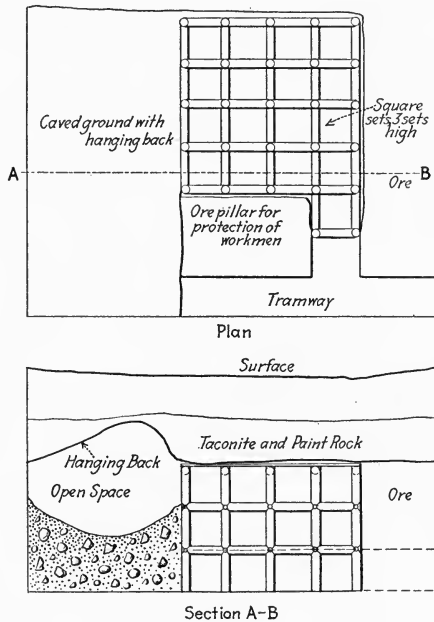 Caved ground with
hanging back
Square
sets 3 sets
high
A
B
Ore
Ore pillar for
protection of
workmen
Tramway
Plan
Surface
Taconite and Paint Rock
Hanging Back
Open Space
Ore
Section A-B